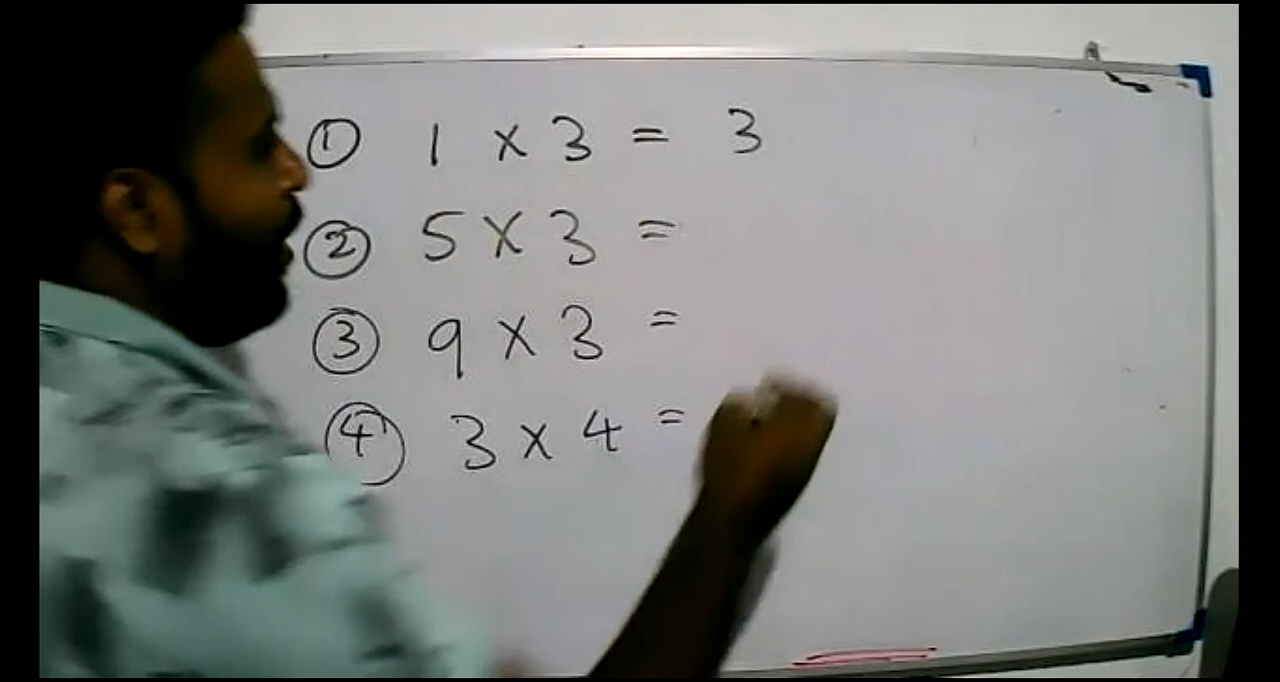 ① 1 × 3 = 3
② 5 × 3 =
③ 9 × 3 =
④ 3 × 4 =